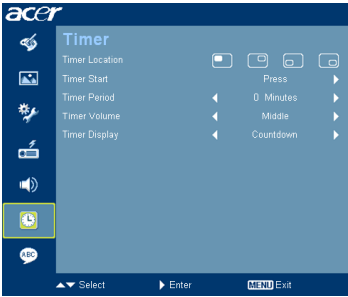 acer
Timer
Timer Location
Timer Start Press
Timer Period 0 Minutes
Timer Volume Middle
Timer Display Countdown
ABC
Select Enter MENU Exit